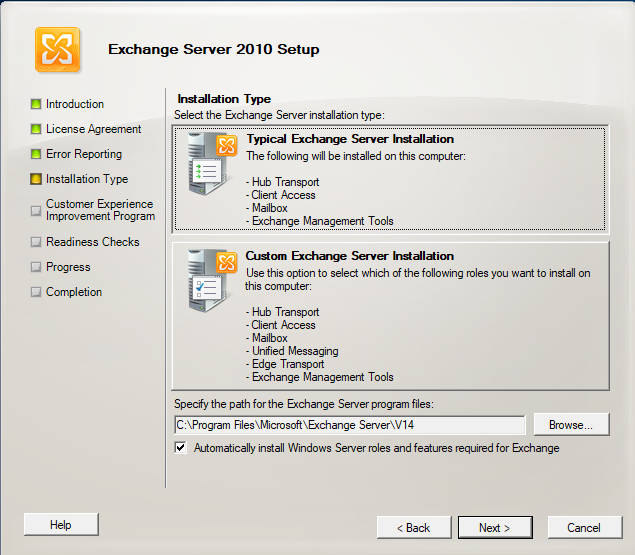 Exchange Server 2010 Setup
Introduction
License Agreement
Error Reporting
Installation Type
Customer Experience
Improvement Program
Readiness Checks
Progress
Completion
Installation Type
Select the Exchange Server installation type:
Typical Exchange Server Installation
The following will be installed on this computer:
- Hub Transport
- Client Access
- Mailbox
- Exchange Management Tools
Custom Exchange Server Installation
Use this option to select which of the following roles you want to install on
this computer:
- Hub Transport
- Client Access
- Mailbox
- Unified Messaging
- Edge Transport
- Exchange Management Tools
Specify the path for the Exchange Server program files:
C:\Program Files\Microsoft\Exchange Server\V14
Browse...
Automatically install Windows Server roles and features required for Exchange
Help
< Back
Next >
Cancel